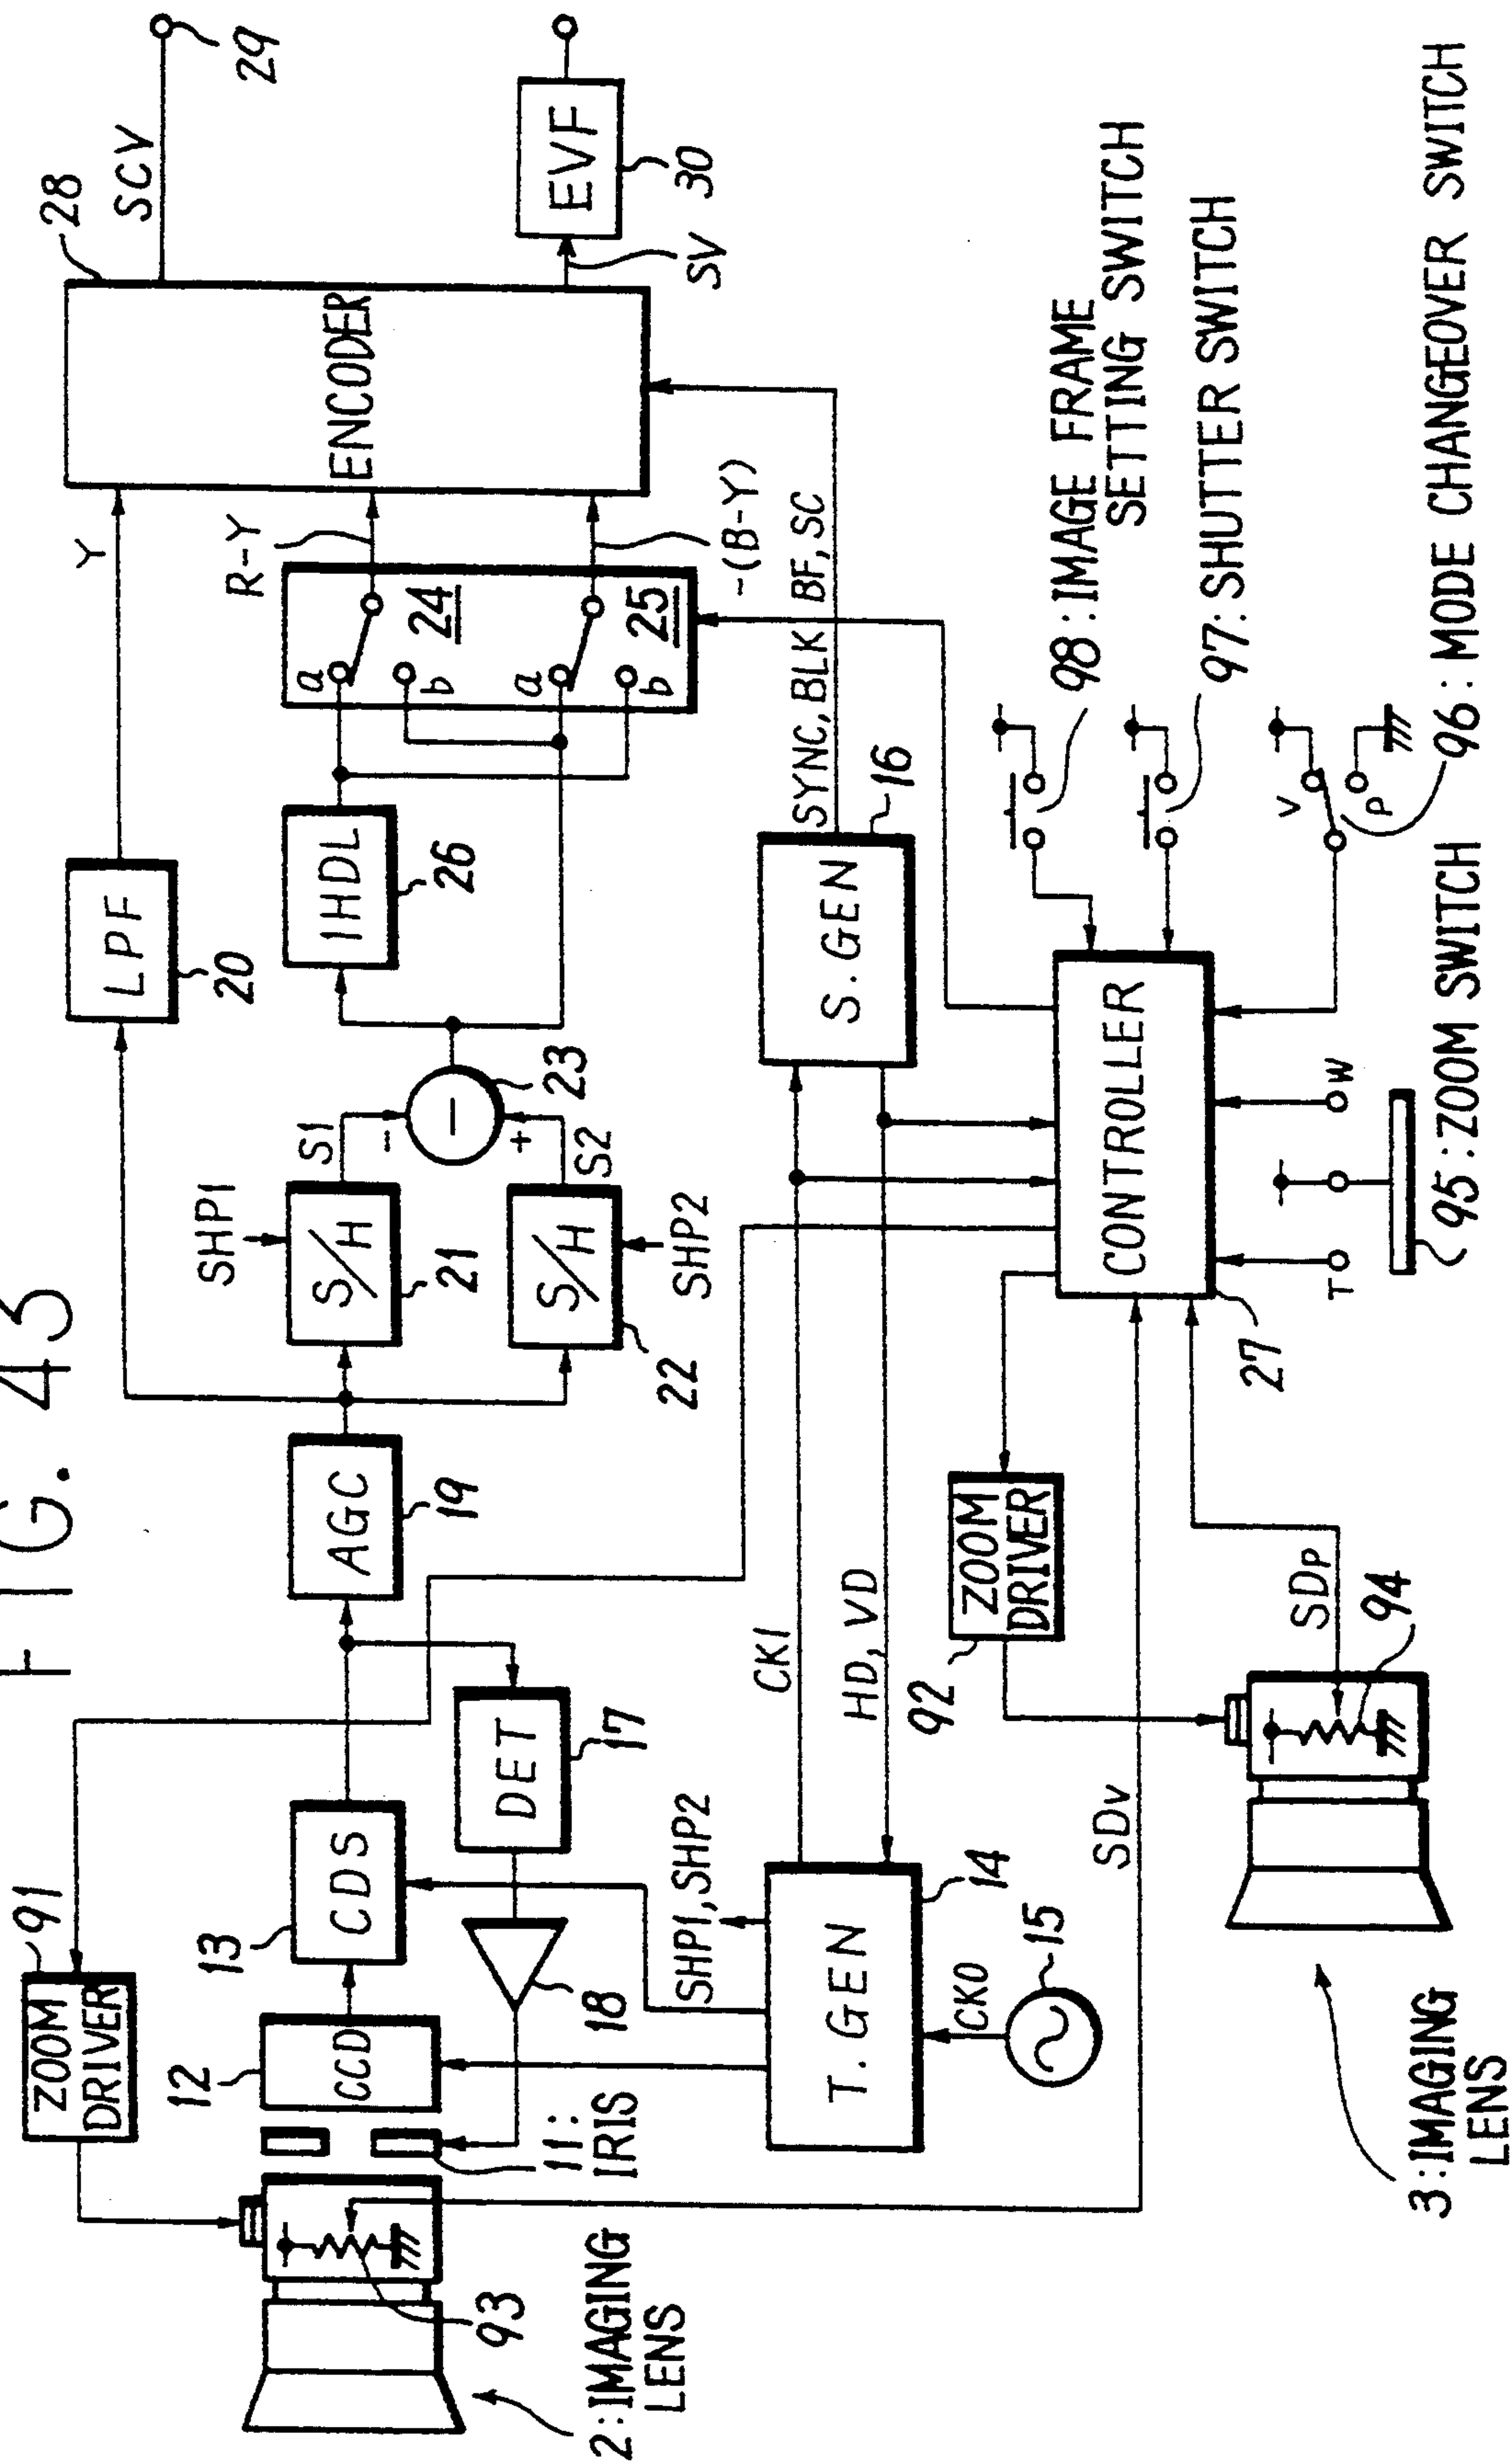 FIG. 43
91
ZOOM
DRIVER
12
CCD
13
CDS
AGC
19
LPF
20
Y
28
SCV
29
SHP1
S/H
21
S1
-
−
+
23
S2
S/H
22
SHP2
1HDL
26
a
b
24
a
b
25
R-Y
-(B-Y)
ENCODER
SV
EVF
30
DET
17
18
11:
IRIS
93
2:IMAGING
LENS
SHP1,SHP2
T.GEN
14
CK0
15
CK1
HD, VD
S.GEN
16
SYNC,BLK BF,SC
SDv
92
ZOOM
DRIVER
SDp
94
3:IMAGING
LENS
CONTROLLER
27
T
W
95:ZOOM SWITCH
V
P
96:MODE CHANGEOVER SWITCH
97:SHUTTER SWITCH
98:IMAGE FRAME
SETTING SWITCH